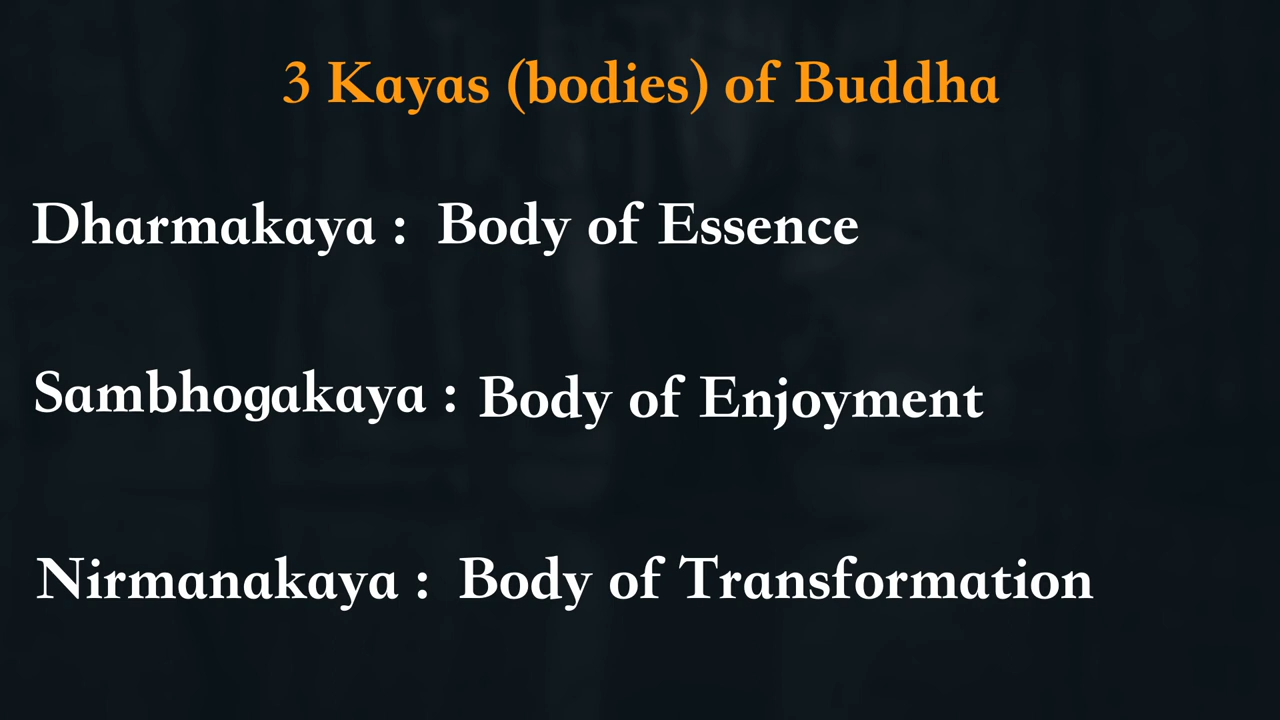 3 Kayas (bodies) of Buddha
Dharmakaya : Body of Essence
Sambhogakaya : Body of Enjoyment
Nirmanakaya : Body of Transformation